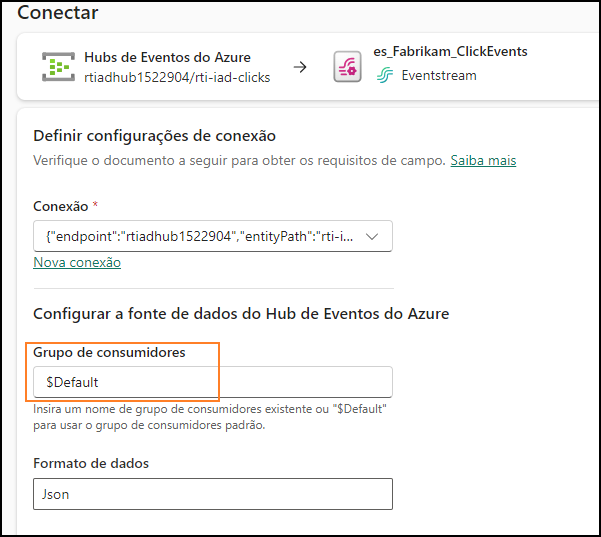 Conectar
Hubs de Eventos do Azure
rtiadhub1522904/rti-iad-clicks
es_Fabrikam_ClickEvents
Eventstream
Definir configurações de conexão
Verifique o documento a seguir para obter os requisitos de campo. Saiba mais
Conexão *
{"endpoint":"rtiadhub1522904","entityPath":"rti-i...
Nova conexão
Configurar a fonte de dados do Hub de Eventos do Azure
Grupo de consumidores
$Default
Insira um nome de grupo de consumidores existente ou "$Default"
para usar o grupo de consumidores padrão.
Formato de dados
Json